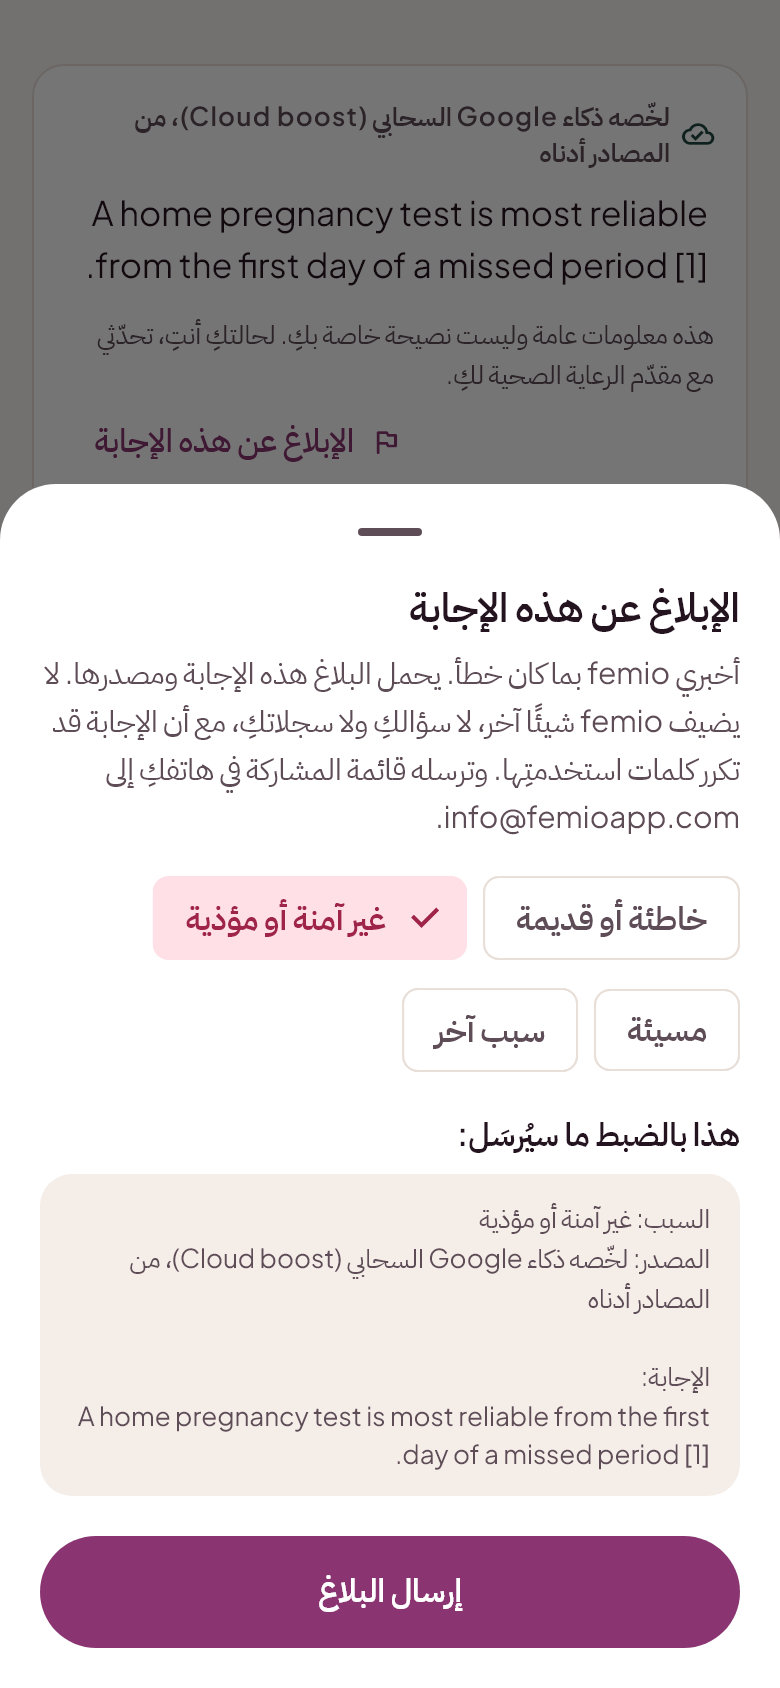 لخّصه ذكاء Google السحابي (Cloud boost)، من
المصادر أدناه
A home pregnancy test is most reliable
from the first day of a missed period [1].
هذه معلومات عامة وليست نصيحة خاصة بكِ. لحالتكِ أنتِ، تحدّثي
مع مقدّم الرعاية الصحية لكِ.
الإبلاغ عن هذه الإجابة
الإبلاغ عن هذه الإجابة
أخبري femio بما كان خطأ. يحمل البلاغ هذه الإجابة ومصدرها. لا
يضيف femio شيئًا آخر، لا سؤالكِ ولا سجلاتكِ، مع أن الإجابة قد
تكرر كلمات استخدمتِها. وترسله قائمة المشاركة في هاتفكِ إلى
info@femioapp.com.
خاطئة أو قديمة
غير آمنة أو مؤذية
مسيئة
سبب آخر
هذا بالضبط ما سيُرسَل:
السبب: غير آمنة أو مؤذية
المصدر: لخّصه ذكاء Google السحابي (Cloud boost)، من
المصادر أدناه
الإجابة:
A home pregnancy test is most reliable from the first
day of a missed period [1].
إرسال البلاغ